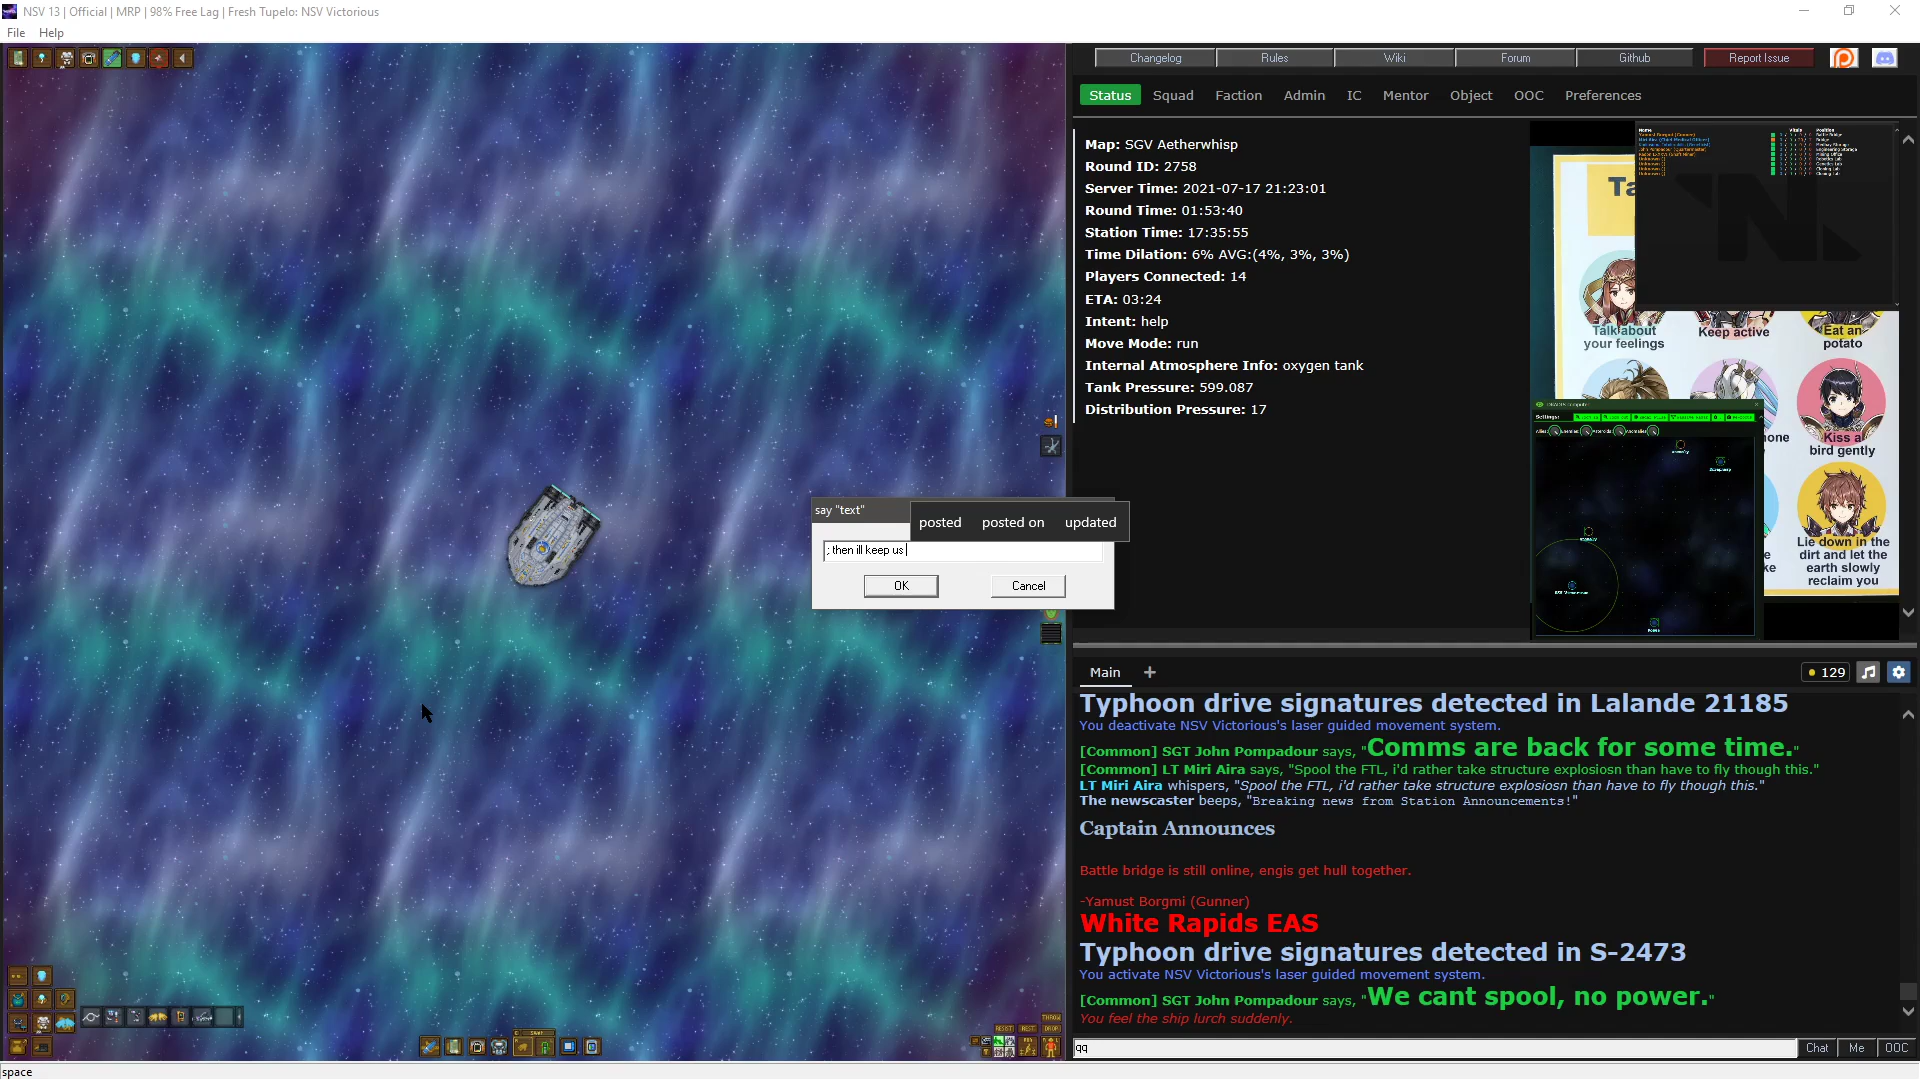 NSV 13 | Official | MRP | 98% Free Lag | Fresh Tupelo: NSV Victorious
File Help
Changelog Rules Wiki Forum Github Report Issue
Status Squad Faction Admin IC Mentor Object OOC Preferences
Map: SGV Aetherwhisp
Round ID: 2758
Server Time: 2021-07-17 21:23:01
Round Time: 01:53:40
Station Time: 17:35:55
Time Dilation: 6% AVG:(4%, 3%, 3%)
Players Connected: 14
ETA: 03:24
Intent: help
Move Mode: run
Internal Atmosphere Info: oxygen tank
Tank Pressure: 599.087
Distribution Pressure: 17
Ta
Talk about
your feelings
Keep active
Eat an
potato
Kiss a
bird gently
Lie down in the
dirt and let the
earth slowly
reclaim you
Settings:
say "text"
posted posted on updated
; then ill keep us
OK Cancel
Main +
129
Typhoon drive signatures detected in Lalande 21185
You deactivate NSV Victorious's laser guided movement system.
[Common] SGT John Pompadour says, "Comms are back for some time."
[Common] LT Miri Aira says, "Spool the FTL, i'd rather take structure explosiosn than have to fly though this."
LT Miri Aira whispers, "Spool the FTL, i'd rather take structure explosiosn than have to fly though this."
The newscaster beeps, "Breaking news from Station Announcements!"
Captain Announces
Battle bridge is still online, engis get hull together.
-Yamust Borgmi (Gunner)
White Rapids EAS
Typhoon drive signatures detected in S-2473
You activate NSV Victorious's laser guided movement system.
[Common] SGT John Pompadour says, "We cant spool, no power."
You feel the ship lurch suddenly.
qq
Chat Me OOC
THROW
RESIST REST DROP
SWAP
space